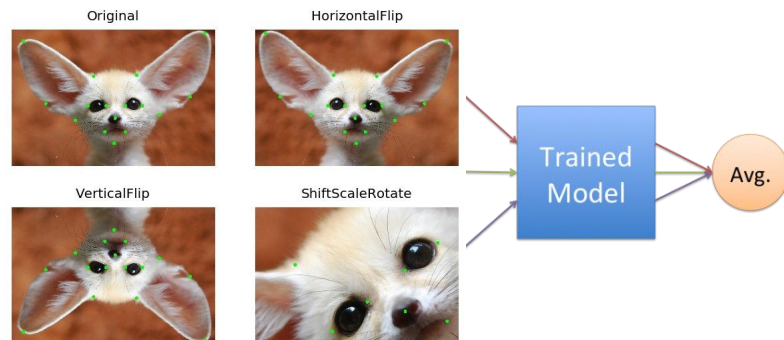 Original
HorizontalFlip
VerticalFlip
ShiftScaleRotate
Trained
Model
Avg.